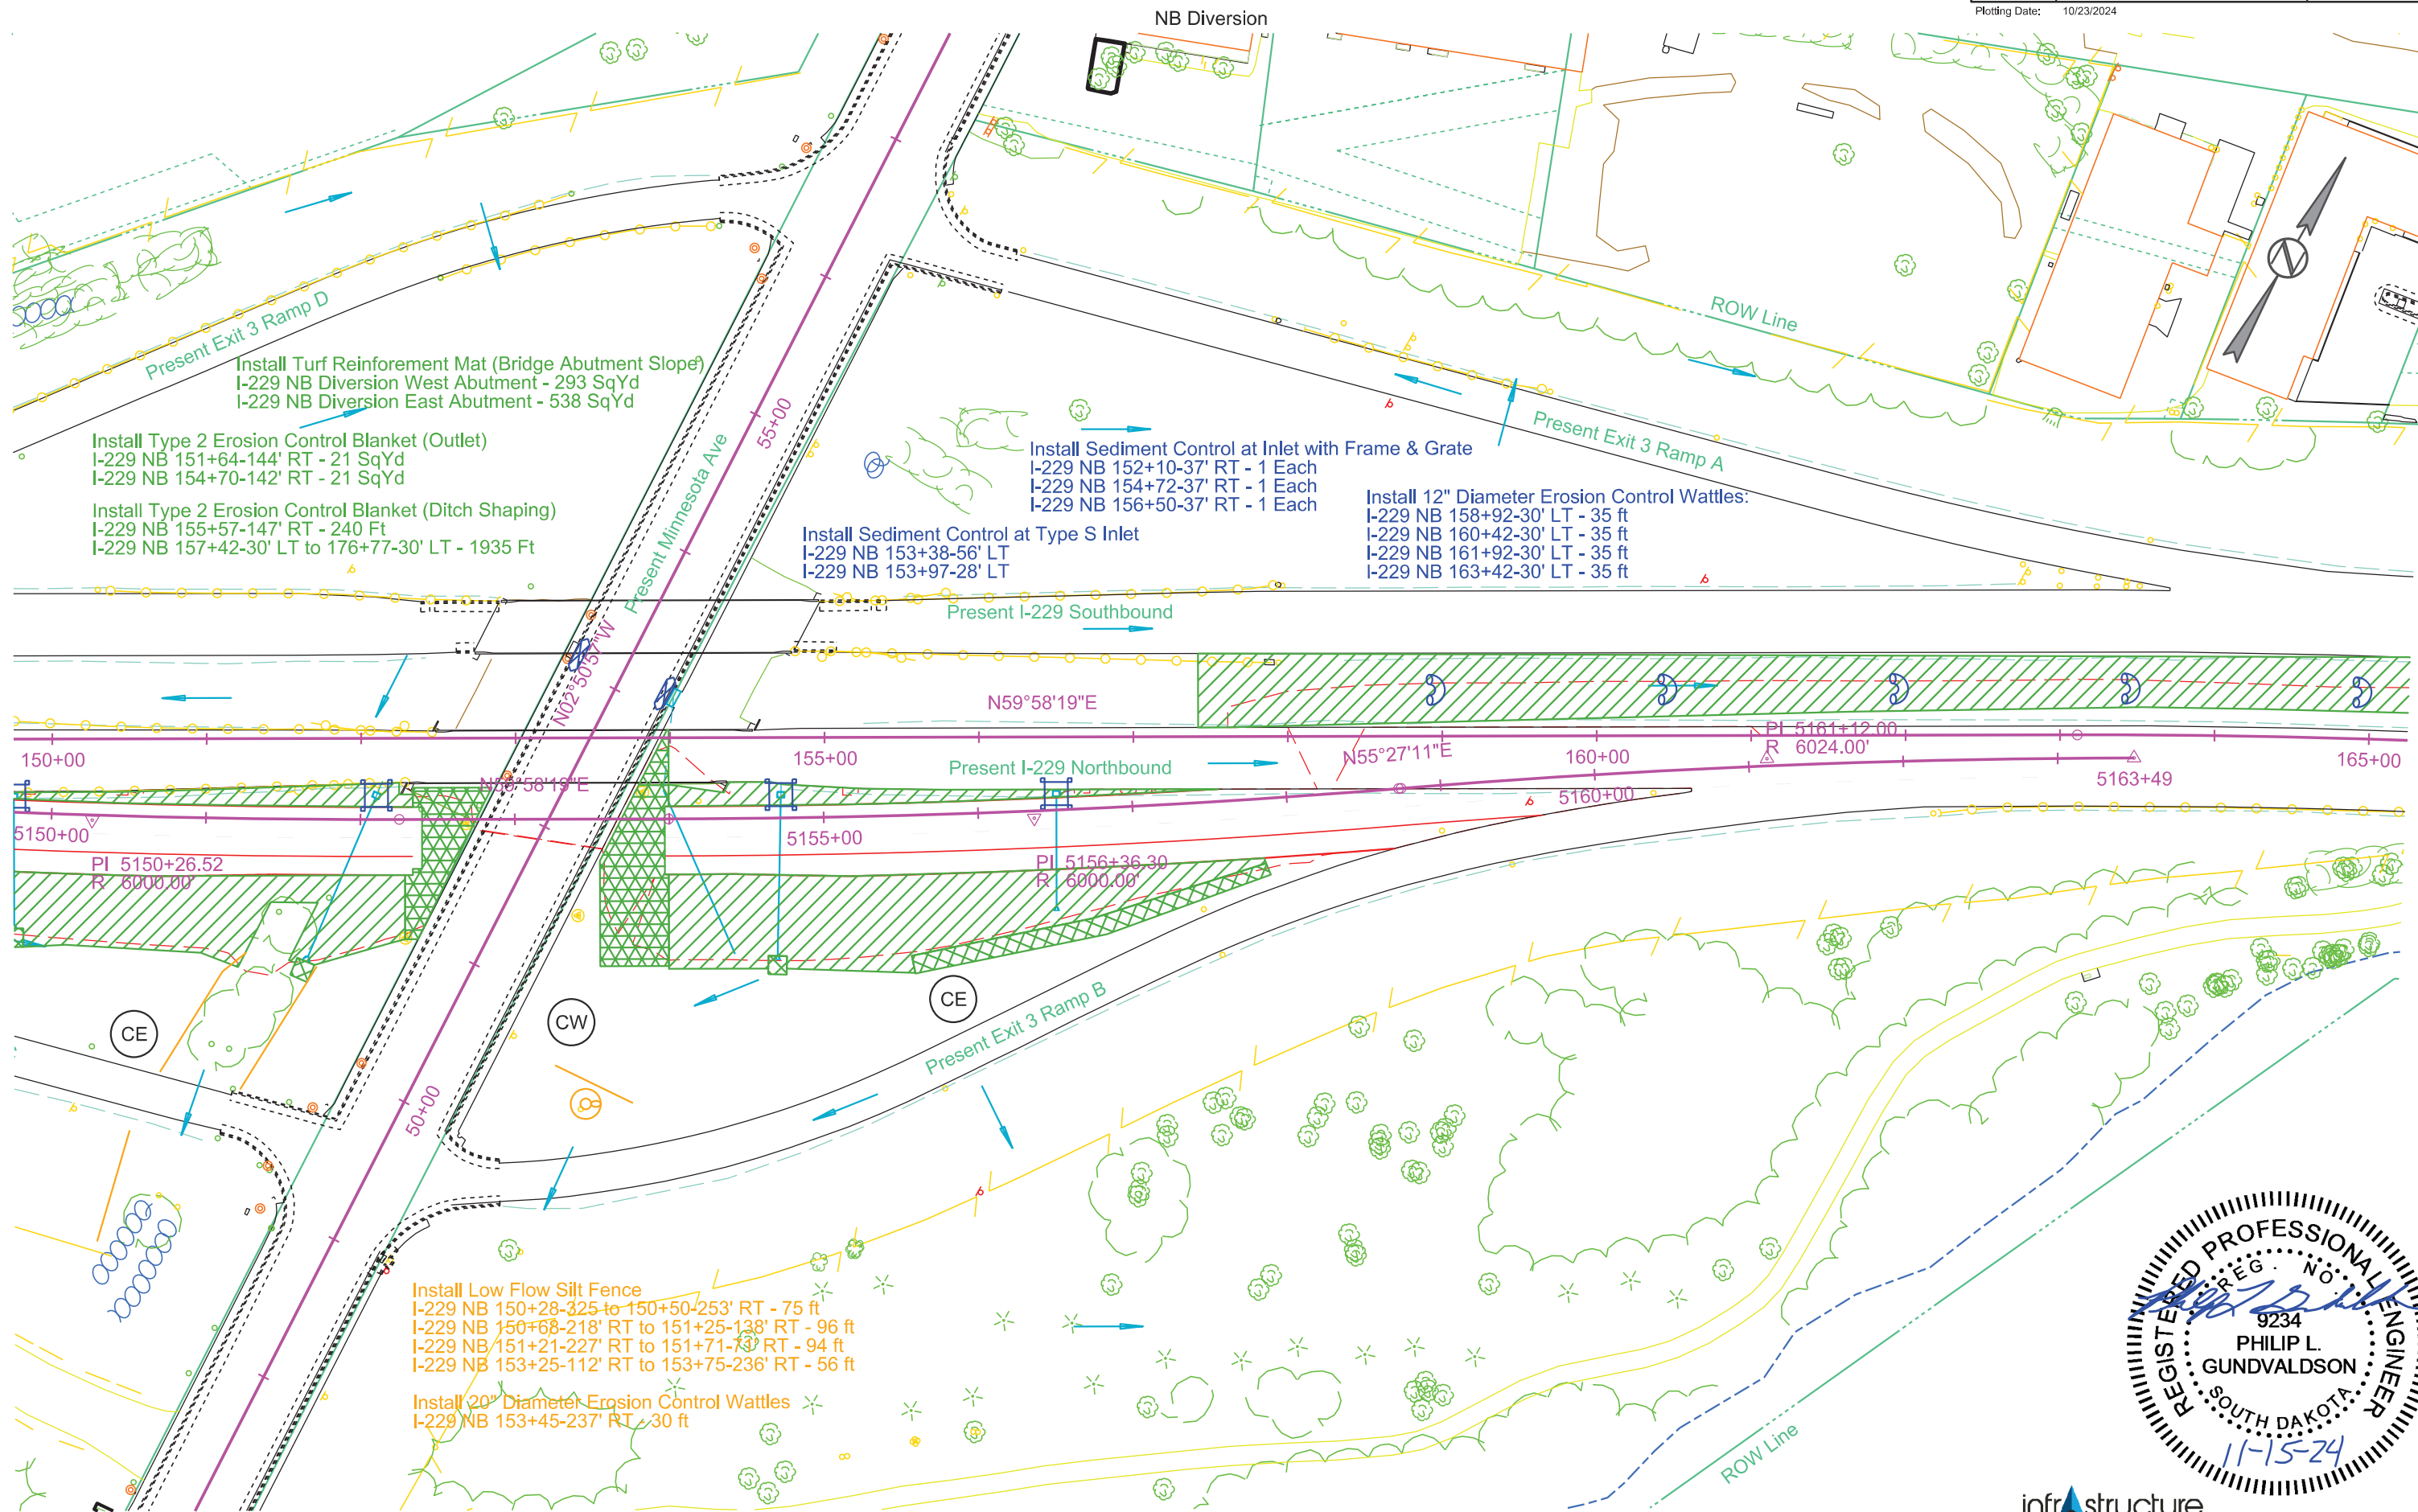 NB Diversion
Plotting Date: 10/23/2024
Present Exit 3 Ramp D
Install Turf Reinforement Mat (Bridge Abutment Slope)
I-229 NB Diversion West Abutment - 293 SqYd
I-229 NB Diversion East Abutment - 538 SqYd
Install Type 2 Erosion Control Blanket (Outlet)
I-229 NB 151+64-144' RT - 21 SqYd
I-229 NB 154+70-142' RT - 21 SqYd
Install Type 2 Erosion Control Blanket (Ditch Shaping)
I-229 NB 155+57-147' RT - 240 Ft
I-229 NB 157+42-30' LT to 176+77-30' LT - 1935 Ft
55+00
Present Minnesota Ave
N02°50'57"W
ROW Line
Present Exit 3 Ramp A
Install Sediment Control at Inlet with Frame & Grate
I-229 NB 152+10-37' RT - 1 Each
I-229 NB 154+72-37' RT - 1 Each
I-229 NB 156+50-37' RT - 1 Each
Install Sediment Control at Type S Inlet
I-229 NB 153+38-56' LT
I-229 NB 153+97-28' LT
Install 12" Diameter Erosion Control Wattles:
I-229 NB 158+92-30' LT - 35 ft
I-229 NB 160+42-30' LT - 35 ft
I-229 NB 161+92-30' LT - 35 ft
I-229 NB 163+42-30' LT - 35 ft
Present I-229 Southbound
N59°58'19"E
PI 5161+12.00
R 6024.00'
150+00
155+00
Present I-229 Northbound
N55°27'11"E
160+00
165+00
5163+49
5150+00
5155+00
5160+00
PI 5150+26.52
R 6000.00'
PI 5156+36.30
R 6000.00'
CE
CW
CE
Present Exit 3 Ramp B
50+00
Install Low Flow Silt Fence
I-229 NB 150+28-325 to 150+50-253' RT - 75 ft
I-229 NB 150+68-218' RT to 151+25-138' RT - 96 ft
I-229 NB 151+21-227' RT to 151+71-71' RT - 94 ft
I-229 NB 153+25-112' RT to 153+75-236' RT - 56 ft
Install 20" Diameter Erosion Control Wattles
I-229 NB 153+45-237' RT - 30 ft
ROW Line
REGISTERED PROFESSIONAL ENGINEER
REG. NO.
9234
PHILIP L.
GUNDVALDSON
SOUTH DAKOTA
11-15-24
infrastructure